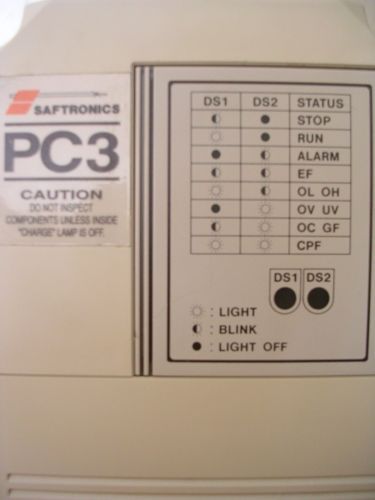 SAFTRONICS
PC3
CAUTION
DO NOT INSPECT
COMPONENTS UNLESS INSIDE
"CHARGE" LAMP IS OFF.
DS1 DS2 STATUS
STOP
RUN
ALARM
EF
OL OH
OV UV
OC GF
CPF
DS1 DS2
: LIGHT
: BLINK
: LIGHT OFF